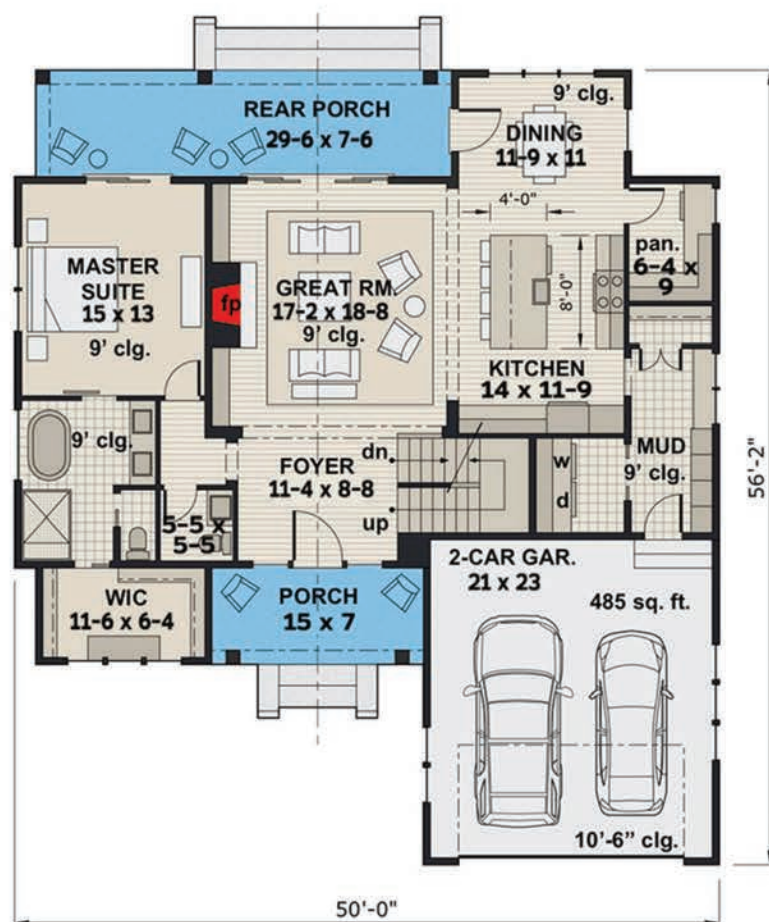 REAR PORCH
29-6 x 7-6
9' clg.
DINING
11-9 x 11
4'-0"
pan.
6-4 x
9
MASTER
SUITE
15 x 13
9' clg.
fp
GREAT RM.
17-2 x 18-8
9' clg.
8'-0"
KITCHEN
14 x 11-9
9' clg.
FOYER
11-4 x 8-8
dn.
up
w
d
MUD
9' clg.
56'-2"
5-5 x
5-5
WIC
11-6 x 6-4
PORCH
15 x 7
2-CAR GAR.
21 x 23
485 sq. ft.
10'-6” clg.
50'-0"